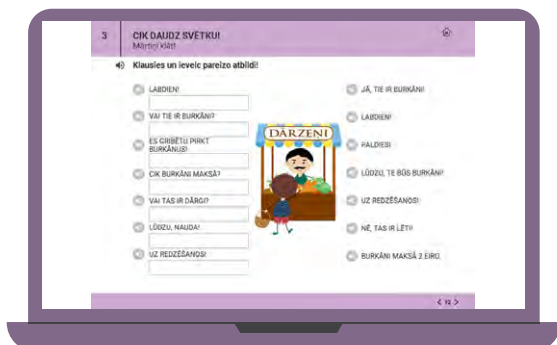 3 CIK DAUDZ SVĒTKU!
Mārtiņi klāt!
Klausies un ievelc pareizo atbildi!
LABDIEN!
VAI TIE IR BURKĀNI?
ES GRIBĒTU PIRKT
BURKĀNUS!
CIK BURKĀNI MAKSĀ?
VAI TAS IR DĀRGI?
LŪDZU, NAUDA!
UZ REDZĒŠANOS!
DĀRZEŅI
JĀ, TIE IR BURKĀNI!
LABDIEN!
PALDIES!
LŪDZU, TE BŪS BURKĀNI!
UZ REDZĒŠANOS!
NĒ, TAS IR LĒTI!
BURKĀNI MAKSĀ 2 EIRO.
< 12 >